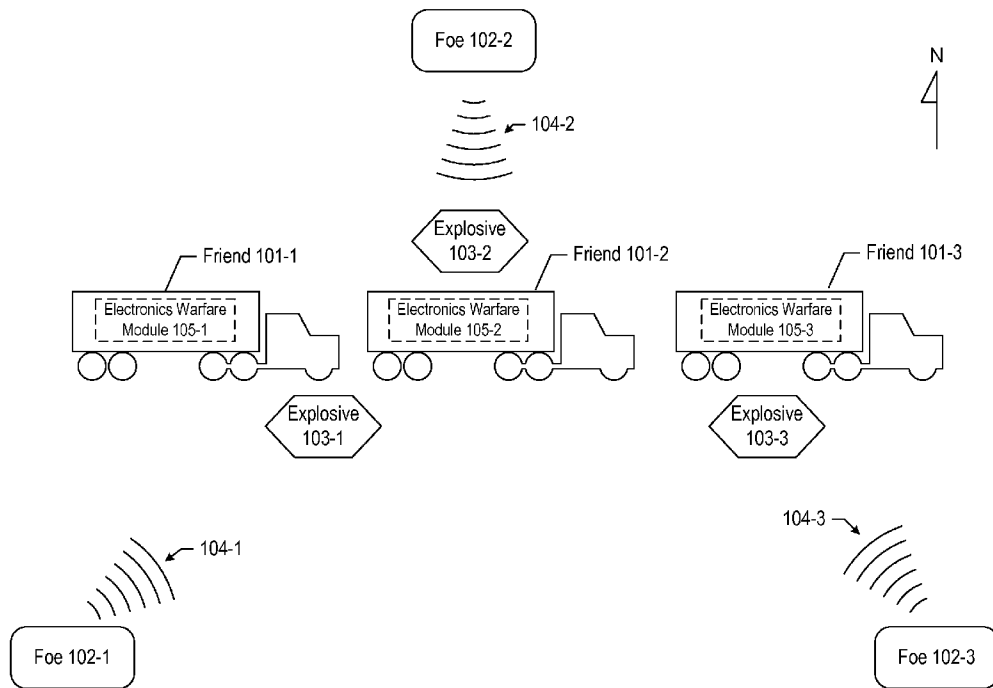 Foe 102-2
N
104-2
Explosive
103-2
Friend 101-1
Friend 101-2
Friend 101-3
Electronics Warfare
Module 105-1
Electronics Warfare
Module 105-2
Electronics Warfare
Module 105-3
Explosive
103-1
Explosive
103-3
104-1
104-3
Foe 102-1
Foe 102-3